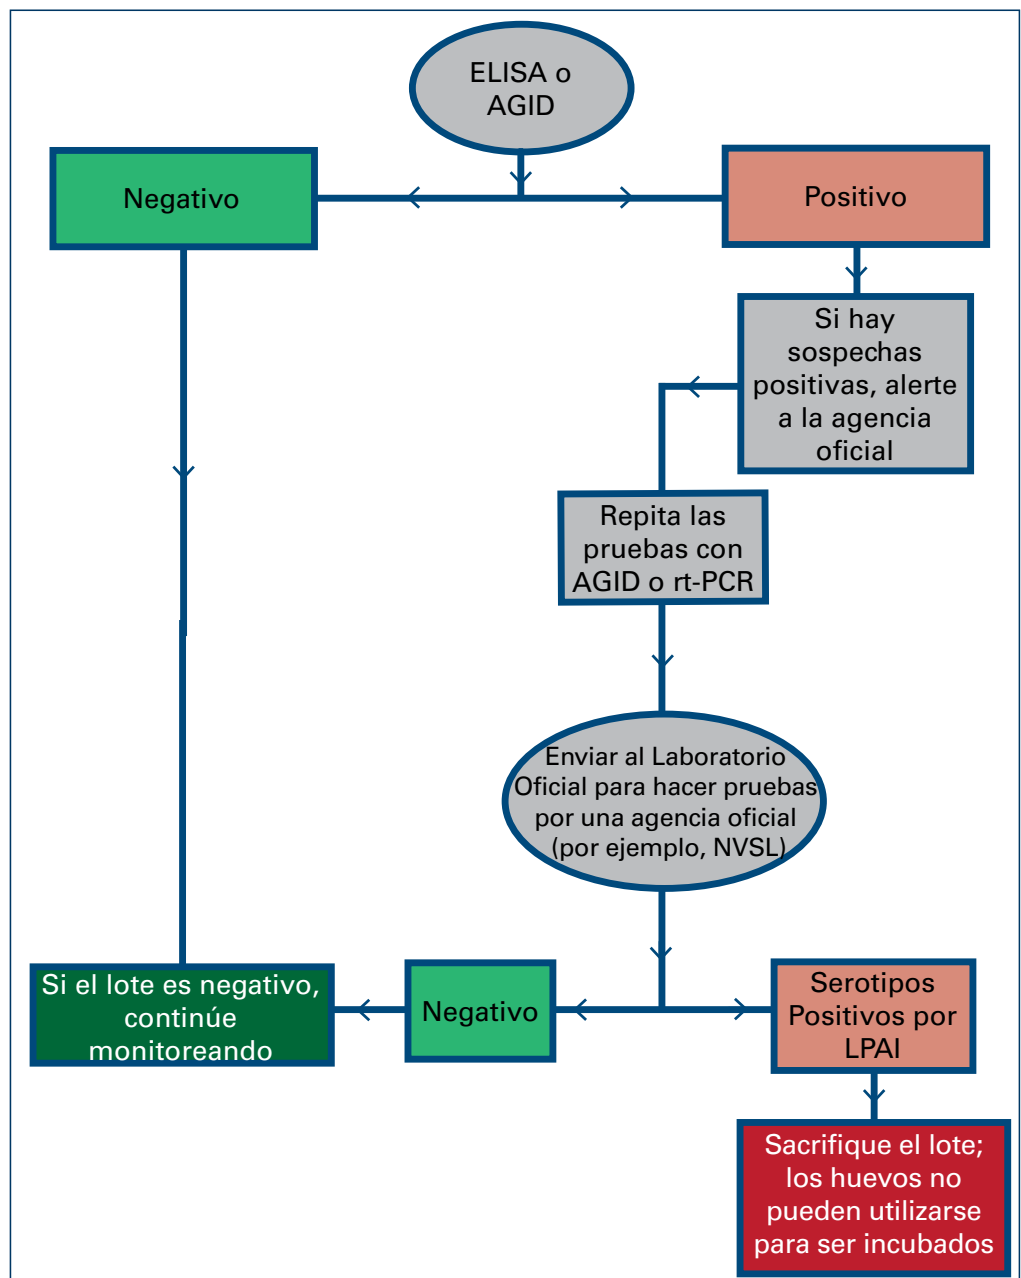 ELISA o
AGID
Negativo
Positivo
Si hay
sospechas
positivas, alerte
a la agencia
oficial
Repita las
pruebas con
AGID o rt-PCR
Enviar al Laboratorio
Oficial para hacer pruebas
por una agencia oficial
(por ejemplo, NVSL)
Si el lote es negativo,
continúe
monitoreando
Negativo
Serotipos
Positivos por
LPAI
Sacrifique el lote;
los huevos no
pueden utilizarse
para ser incubados